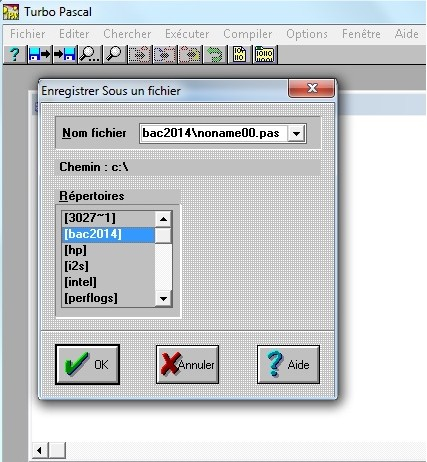 Turbo Pascal
Fichier Editer Chercher Exécuter Compiler Options Fenêtre Aide
Enregistrer Sous un fichier
Nom fichier bac2014\noname00.pas
Chemin : c:\
Répertoires
[3027~1]
[bac2014]
[hp]
[i2s]
[intel]
[perflogs]
OK Annuler Aide